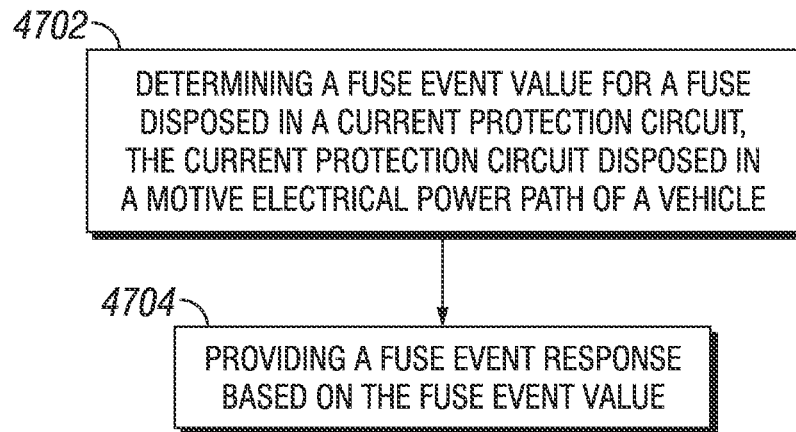 4702
DETERMINING A FUSE EVENT VALUE FOR A FUSE
DISPOSED IN A CURRENT PROTECTION CIRCUIT,
THE CURRENT PROTECTION CIRCUIT DISPOSED IN
A MOTIVE ELECTRICAL POWER PATH OF A VEHICLE
4704
PROVIDING A FUSE EVENT RESPONSE
BASED ON THE FUSE EVENT VALUE